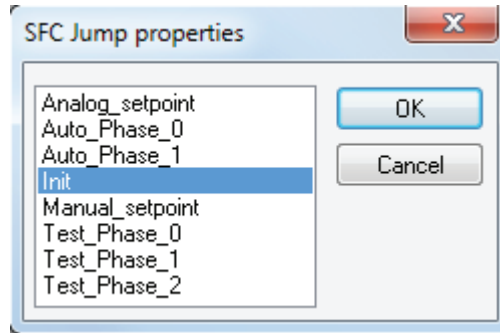 SFC Jump properties
Analog_setpoint
Auto_Phase_0
Auto_Phase_1
Init
Manual_setpoint
Test_Phase_0
Test_Phase_1
Test_Phase_2
OK
Cancel